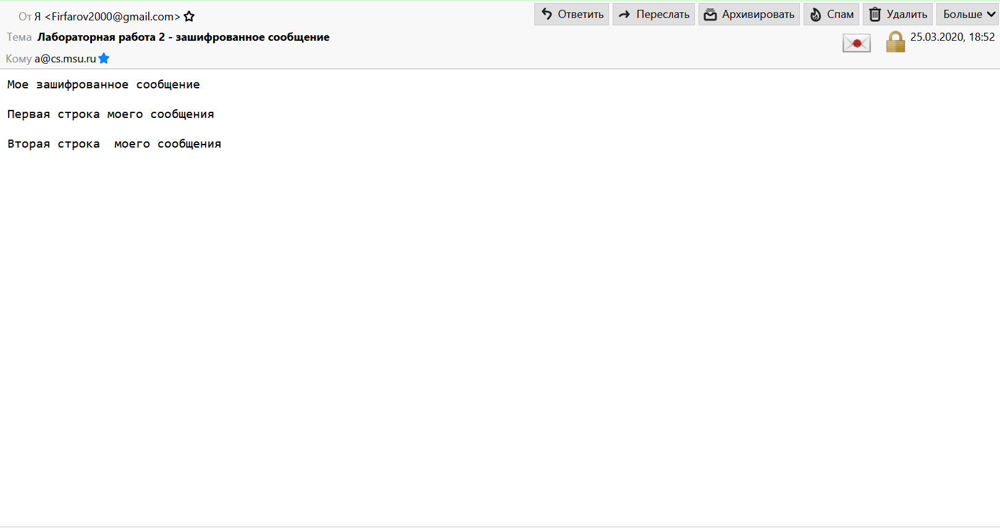 От Я <Firfarov2000@gmail.com>
Ответить Переслать Архивировать Спам Удалить Больше
Тема Лабораторная работа 2 - зашифрованное сообщение
25.03.2020, 18:52
Кому a@cs.msu.ru
Мое зашифрованное сообщение
Первая строка моего сообщения
Вторая строка  моего сообщения